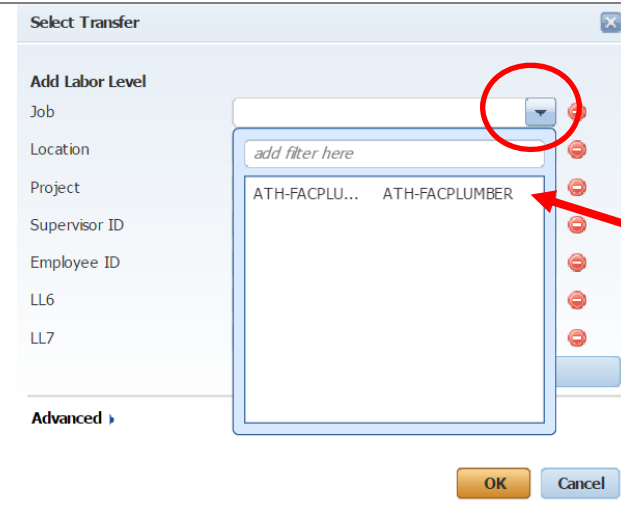 Select Transfer
Add Labor Level
Job
Location
add filter here
Project
ATH-FACPLU... ATH-FACPLUMBER
Supervisor ID
Employee ID
LL6
LL7
Advanced
OK Cancel